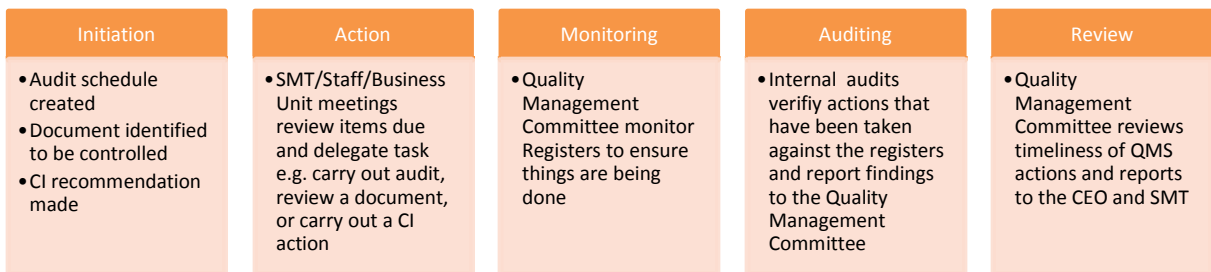 Initiation
•Audit schedule
created
•Document identified
to be controlled
•CI recommendation
made
Action
•SMT/Staff/Business
Unit meetings
review items due
and delegate task
e.g. carry out audit,
review a document,
or carry out a CI
action
Monitoring
•Quality
Management
Committee monitor
Registers to ensure
things are being
done
Auditing
•Internal audits
verifiy actions that
have been taken
against the registers
and report findings
to the Quality
Management
Committee
Review
•Quality
Management
Committee reviews
timeliness of QMS
actions and reports
to the CEO and SMT